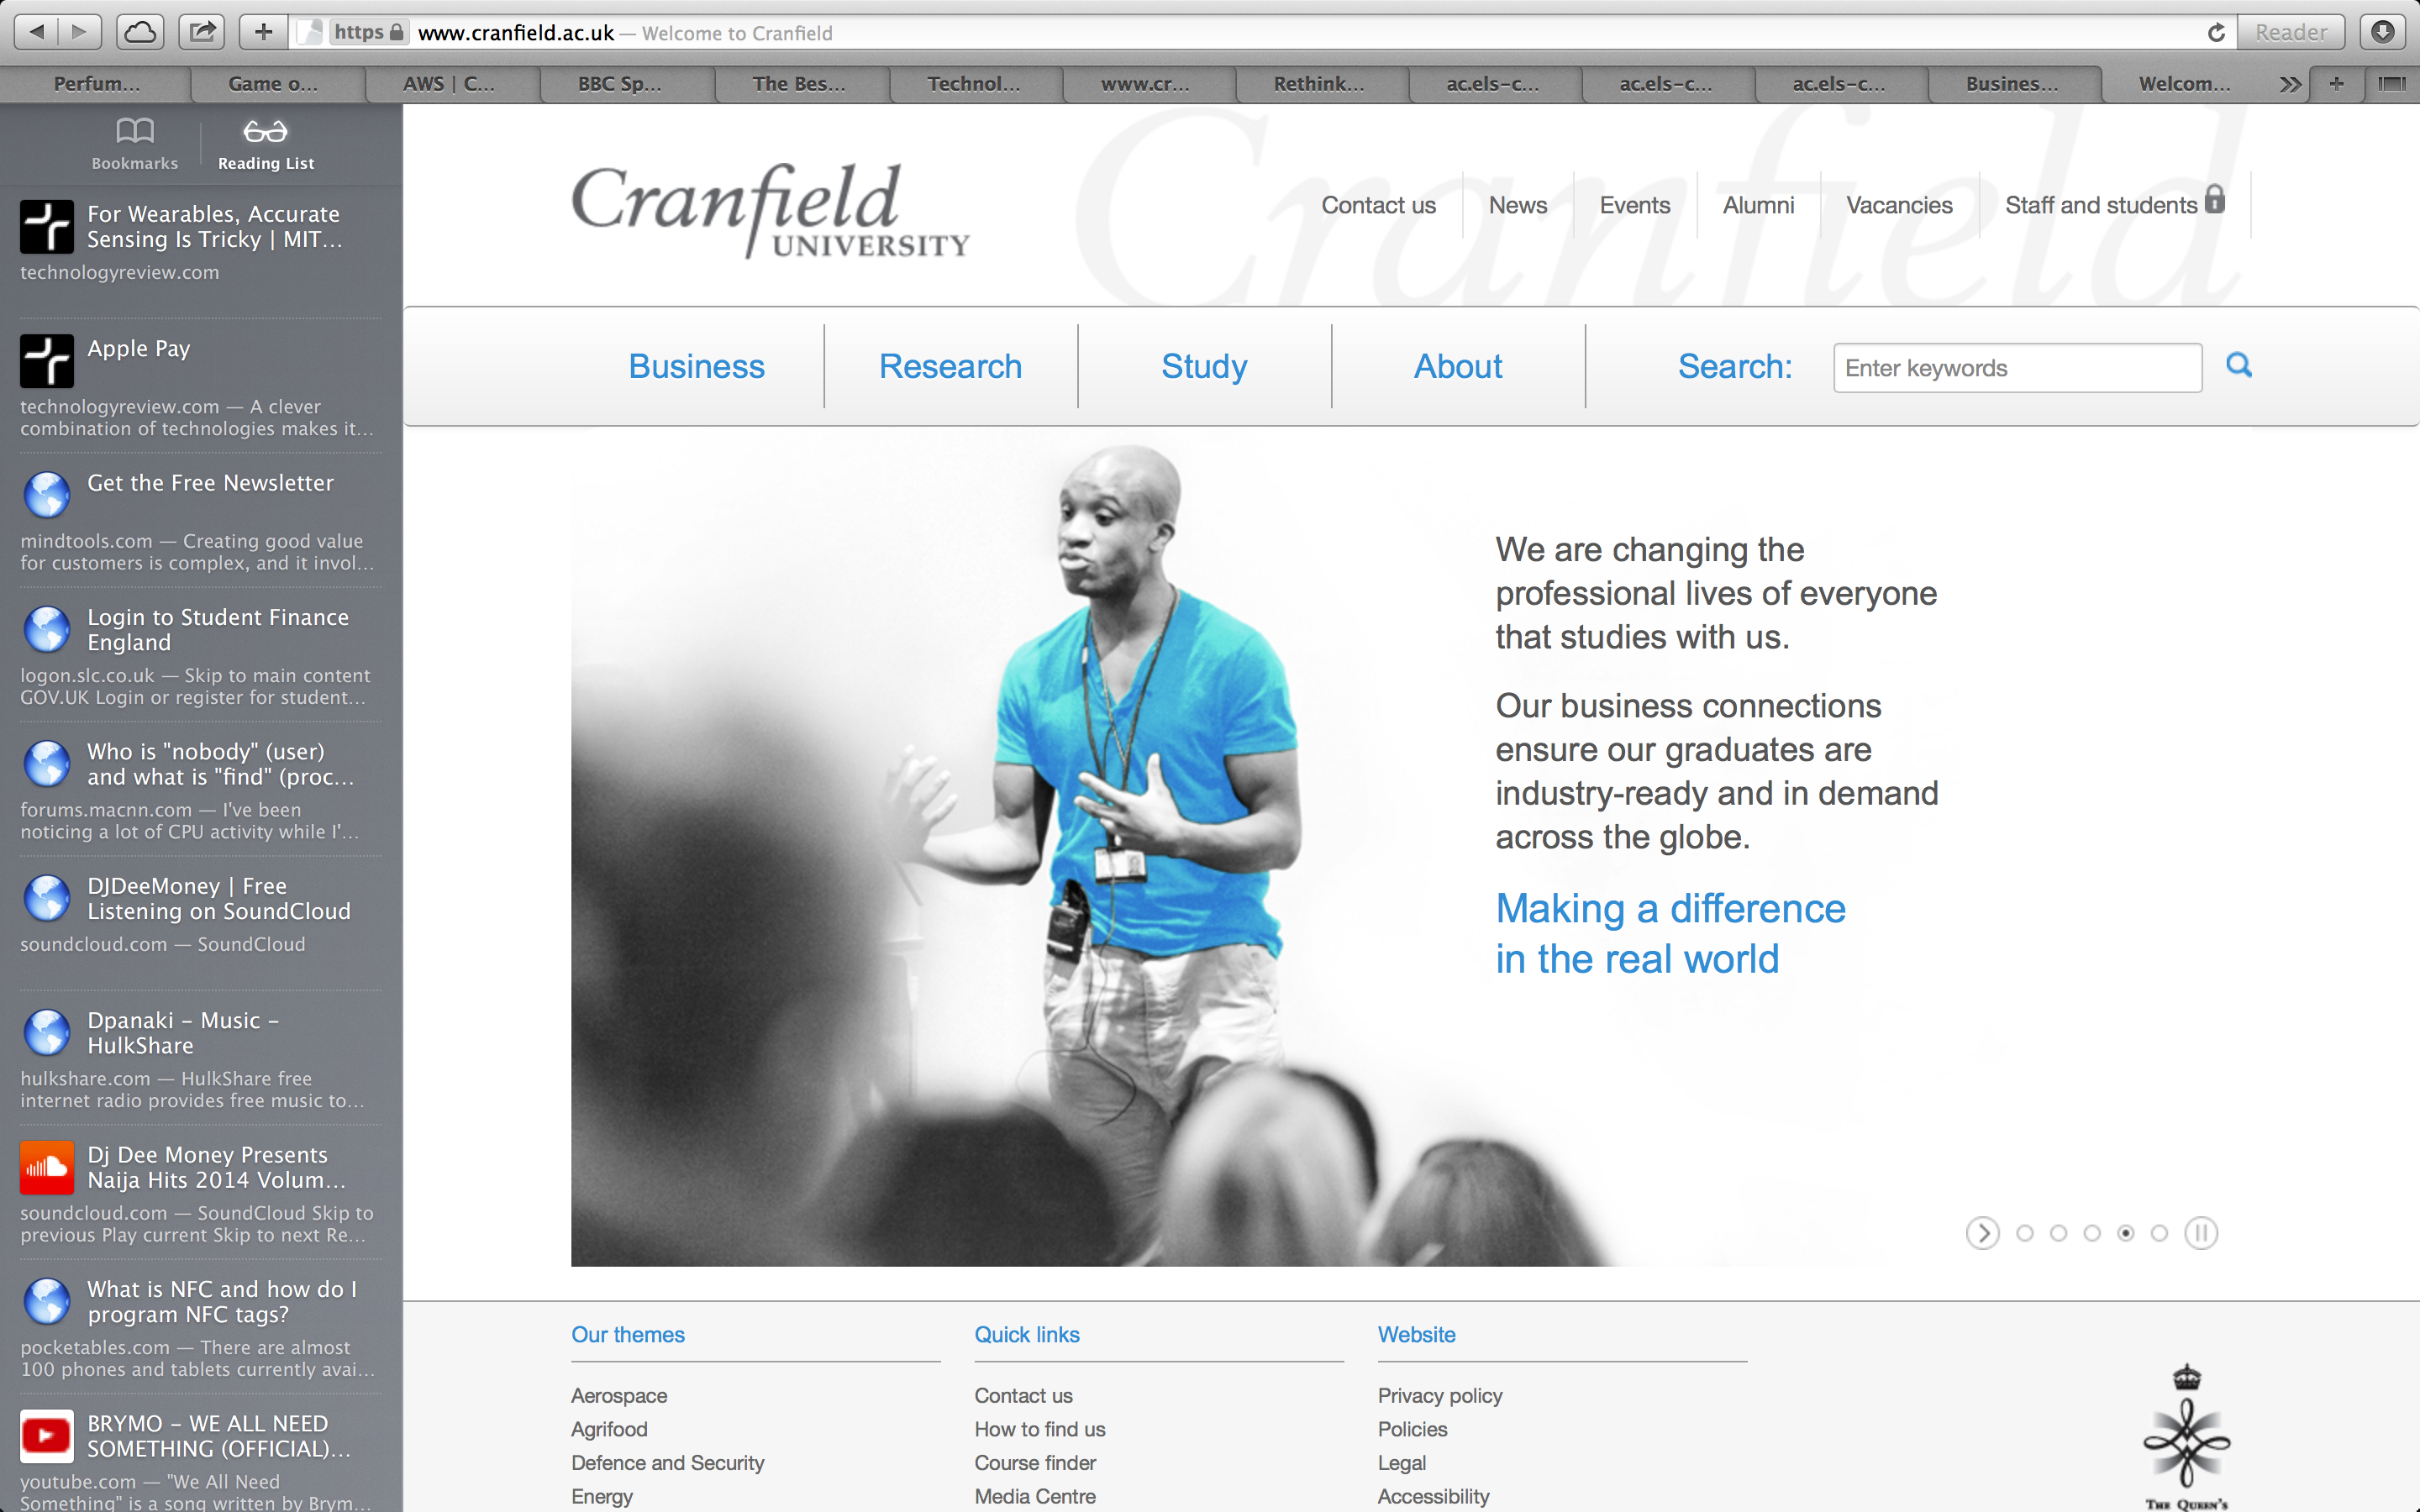 https www.cranfield.ac.uk — Welcome to Cranfield
Reader
Perfum... Game o... AWS | C... BBC Sp... The Bes... Technol... www.cr... Rethink... ac.els-c... ac.els-c... ac.els-c... Busines... Welcom...
Bookmarks
Reading List
For Wearables, Accurate
Sensing Is Tricky | MIT...
technologyreview.com
Apple Pay
technologyreview.com — A clever
combination of technologies makes it...
Get the Free Newsletter
mindtools.com — Creating good value
for customers is complex, and it invol...
Login to Student Finance
England
logon.slc.co.uk — Skip to main content
GOV.UK Login or register for student...
Who is "nobody" (user)
and what is "find" (proc...
forums.macnn.com — I've been
noticing a lot of CPU activity while I'...
DJDeeMoney | Free
Listening on SoundCloud
soundcloud.com — SoundCloud
Dpanaki – Music –
HulkShare
hulkshare.com — HulkShare free
internet radio provides free music to...
Dj Dee Money Presents
Naija Hits 2014 Volum...
soundcloud.com — SoundCloud Skip to
previous Play current Skip to next Re...
What is NFC and how do I
program NFC tags?
pocketables.com — There are almost
100 phones and tablets currently avai...
BRYMO – WE ALL NEED
SOMETHING (OFFICIAL)...
youtube.com — "We All Need
Something" is a song written by Brym...
Cranfield
Cranfield
UNIVERSITY
Contact us
News
Events
Alumni
Vacancies
Staff and students
Business
Research
Study
About
Search:
Enter keywords
We are changing the
professional lives of everyone
that studies with us.
Our business connections
ensure our graduates are
industry-ready and in demand
across the globe.
Making a difference
in the real world
Our themes
Aerospace
Agrifood
Defence and Security
Energy
Quick links
Contact us
How to find us
Course finder
Media Centre
Website
Privacy policy
Policies
Legal
Accessibility
THE QUEEN'S